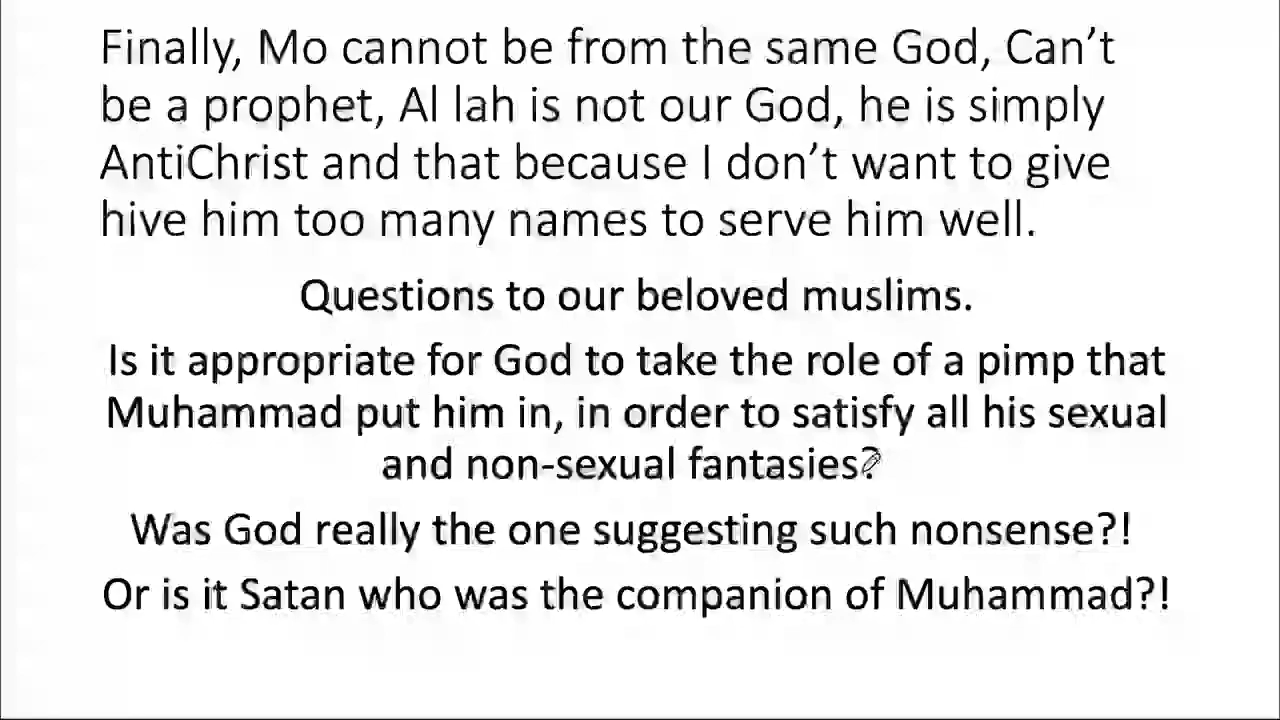 Finally, Mo cannot be from the same God, Can't
be a prophet, Al lah is not our God, he is simply
AntiChrist and that because I don't want to give
hive him too many names to serve him well.
Questions to our beloved muslims.
Is it appropriate for God to take the role of a pimp that
Muhammad put him in, in order to satisfy all his sexual
and non-sexual fantasies?
Was God really the one suggesting such nonsense?!
Or is it Satan who was the companion of Muhammad?!